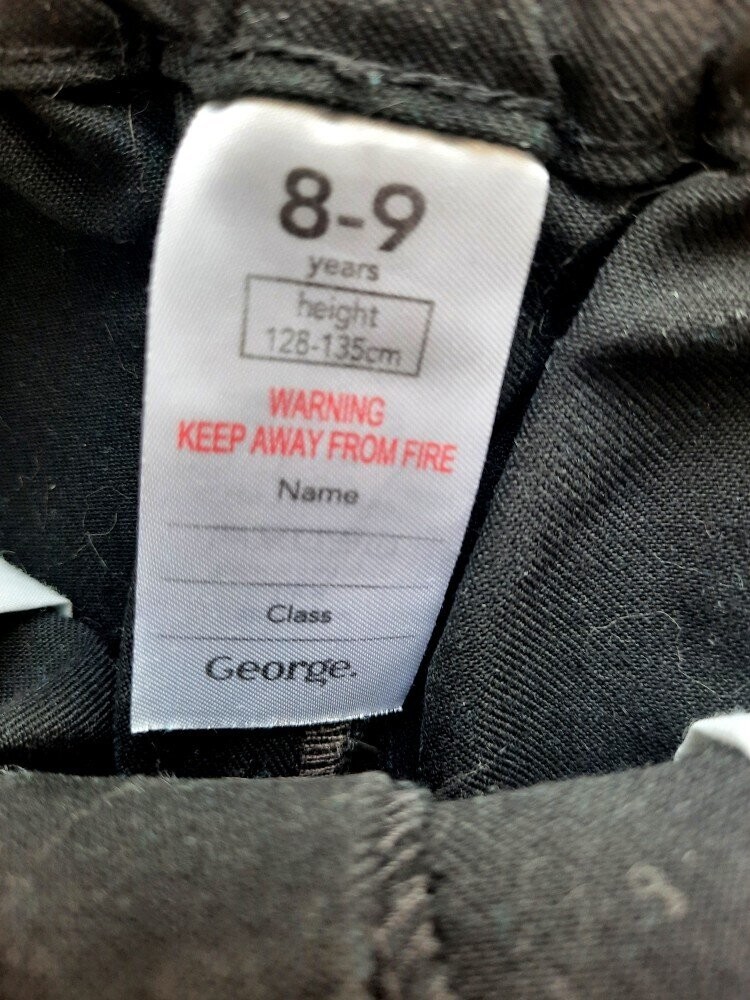 8-9
years
height
128-135cm
WARNING
KEEP AWAY FROM FIRE
Name
Class
George.